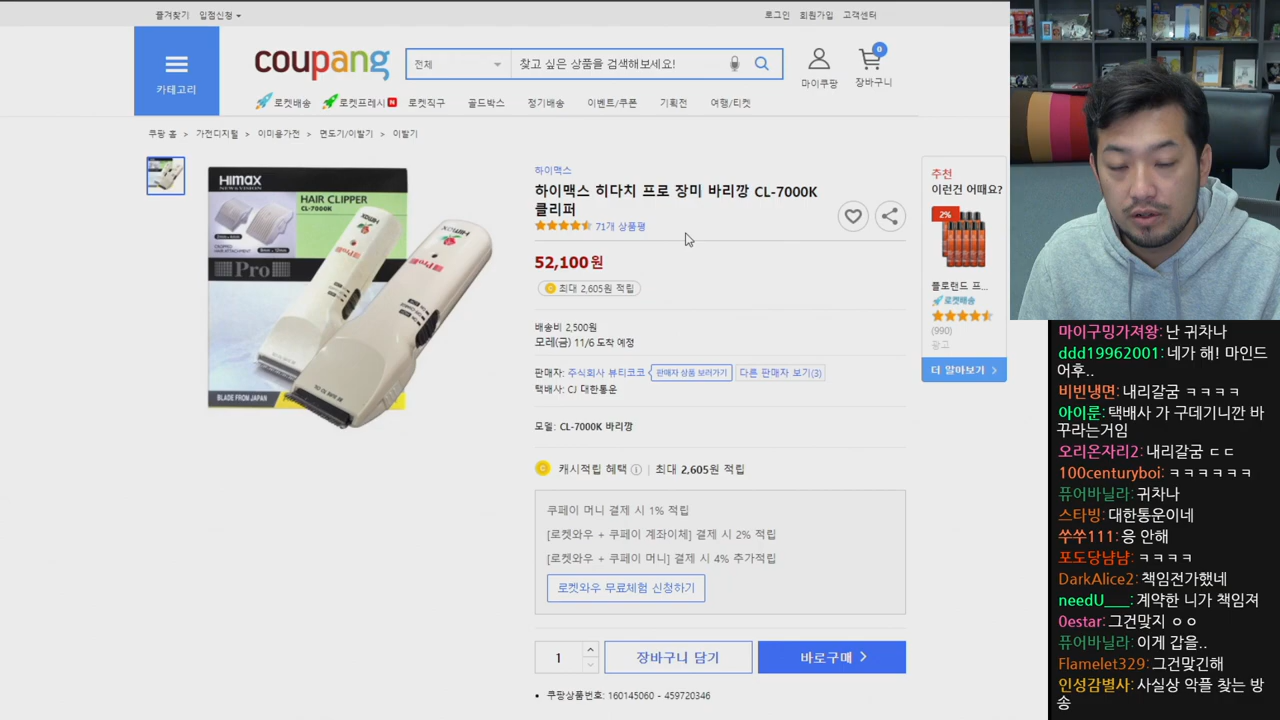 즐겨찾기 입점신청
로그인 회원가입 고객센터
카테고리
coupang
전체
찾고 싶은 상품을 검색해보세요!
마이쿠팡
0
장바구니
로켓배송
로켓프레시 N
로켓직구
골드박스
정기배송
이벤트/쿠폰
기획전
여행/티켓
쿠팡 홈 > 가전디지털 > 이미용가전 > 면도기/이발기 > 이발기
HIMAX
HAIR CLIPPER
CL-7000K
Pro
BLADE FROM JAPAN
하이맥스
하이맥스 히다치 프로 장미 바리깡 CL-7000K
클리퍼
71개 상품평
52,100원
최대 2,605원 적립
배송비 2,500원
모레(금) 11/6 도착 예정
판매자: 주식회사 뷰티코코 판매자 상품 보러가기 다른 판매자 보기(3)
택배사: CJ 대한통운
모델: CL-7000K 바리깡
캐시적립 혜택 | 최대 2,605원 적립
쿠페이 머니 결제 시 1% 적립
[로켓와우 + 쿠페이 계좌이체] 결제 시 2% 적립
[로켓와우 + 쿠페이 머니] 결제 시 4% 추가적립
로켓와우 무료체험 신청하기
1
장바구니 담기
바로구매 >
• 쿠팡상품번호: 160145060 - 459720346
추천
이런건 어때요?
2%
플로랜드 프...
로켓배송
(990)
광고
더 알아보기 >
마이구밍가져왕: 난 귀차나
ddd19962001: 네가 해! 마인드
어후..
비빈냉면: 내리갈굼 ㅋㅋㅋㅋ
아이룬: 택배사 가 구데기니깐 바
꾸라는거임
오리온자리2: 내리갈굼 ㄷㄷ
100centuryboi: ㅋㅋㅋㅋㅋㅋ
퓨어바닐라: 귀차나
스타빙: 대한통운이네
쑤쑤111: 응 안해
포도당냠냠: ㅋㅋㅋㅋ
DarkAlice2: 책임전가했네
needU___: 계약한 니가 책임져
0estar: 그건맞지 ㅇㅇ
퓨어바닐라: 이게 갑을..
Flamelet329: 그건맞긴해
인성감별사: 사실상 악플 찾는 방
송